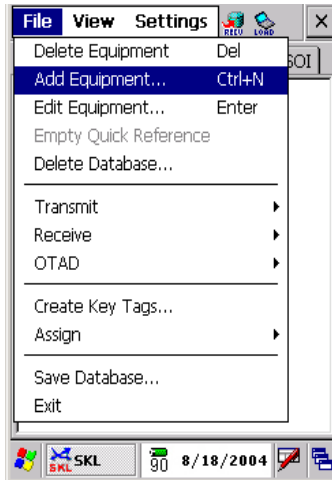 File View Settings RECV LOAD X
Delete Equipment Del
SOI
Add Equipment... Ctrl+N
Edit Equipment... Enter
Empty Quick Reference
Delete Database...
Transmit
Receive
OTAD
Create Key Tags...
Assign
Save Database...
Exit
SKL SKL 90 8/18/2004